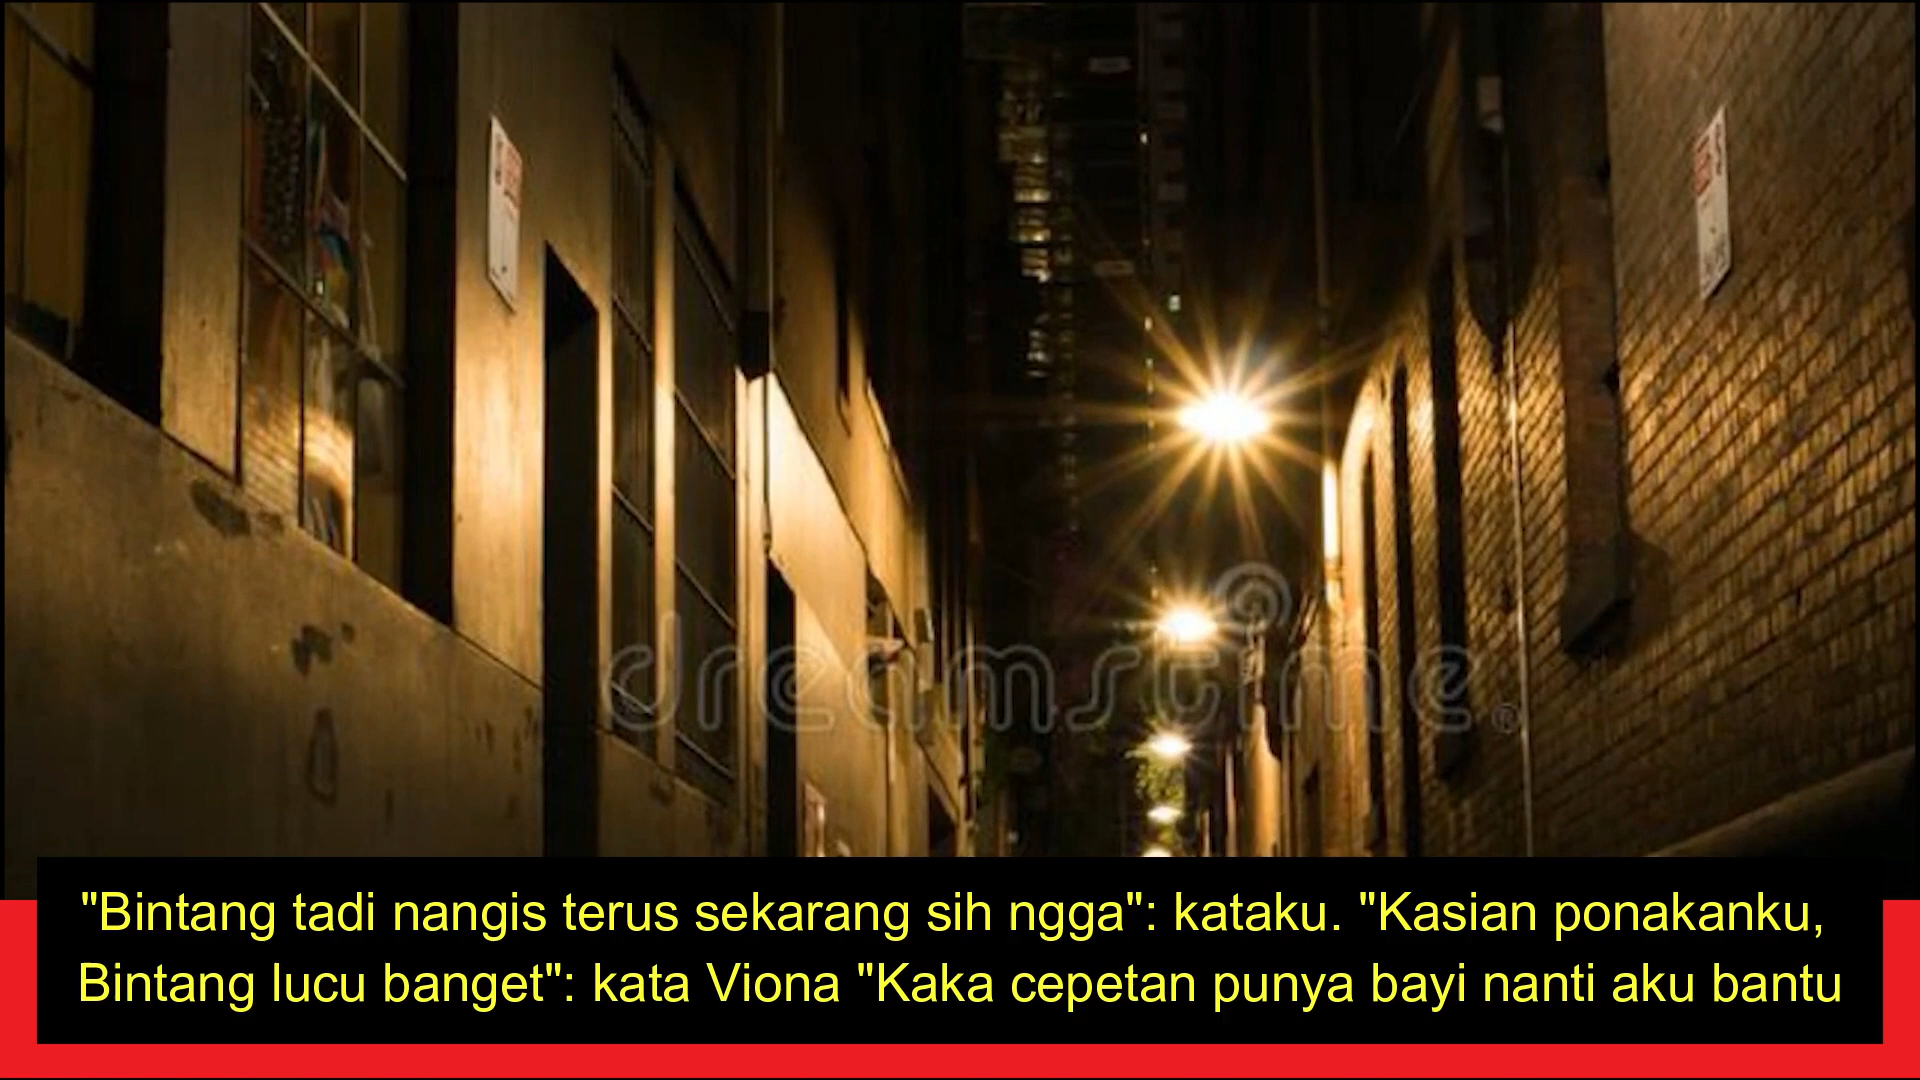 dreamstime®
"Bintang tadi nangis terus sekarang sih ngga": kataku. "Kasian ponakanku,
Bintang lucu banget": kata Viona "Kaka cepetan punya bayi nanti aku bantu